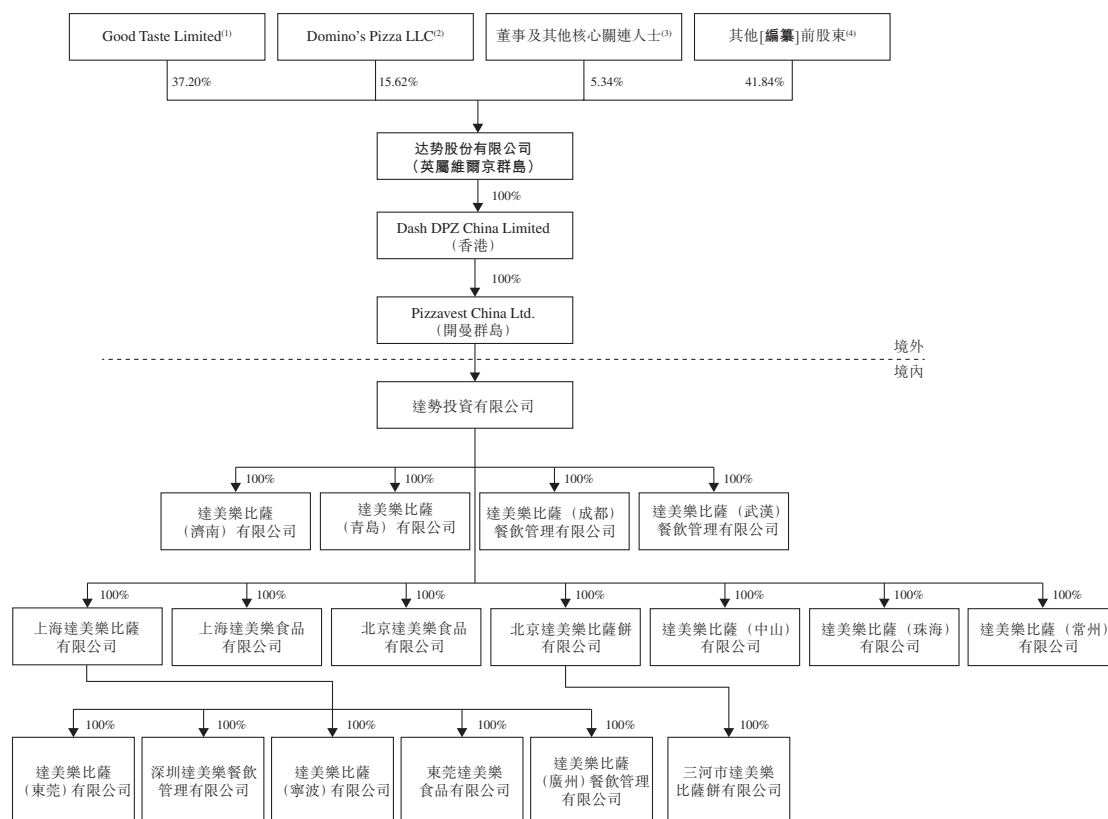 Good Taste Limited(1)
Domino's Pizza LLC(2)
董事及其他核心關連人士(3)
其他[編纂]前股東(4)
37.20%
15.62%
5.34%
41.84%
达势股份有限公司
（英屬維爾京群島）
100%
Dash DPZ China Limited
（香港）
100%
Pizzavest China Ltd.
（開曼群島）
境外
境內
達勢投資有限公司
100%
100%
100%
100%
達美樂比薩
（濟南）有限公司
達美樂比薩
（青島）有限公司
達美樂比薩（成都）
餐飲管理有限公司
達美樂比薩（武漢）
餐飲管理有限公司
100%
100%
100%
100%
100%
100%
100%
上海達美樂比薩
有限公司
上海達美樂食品
有限公司
北京達美樂食品
有限公司
北京達美樂比薩餅
有限公司
達美樂比薩（中山）
有限公司
達美樂比薩（珠海）
有限公司
達美樂比薩（常州）
有限公司
100%
100%
100%
100%
100%
100%
達美樂比薩
（東莞）有限公司
深圳達美樂餐飲
管理有限公司
達美樂比薩
（寧波）有限公司
東莞達美樂
食品有限公司
達美樂比薩
（廣州）餐飲管理
有限公司
三河市達美樂
比薩餅有限公司